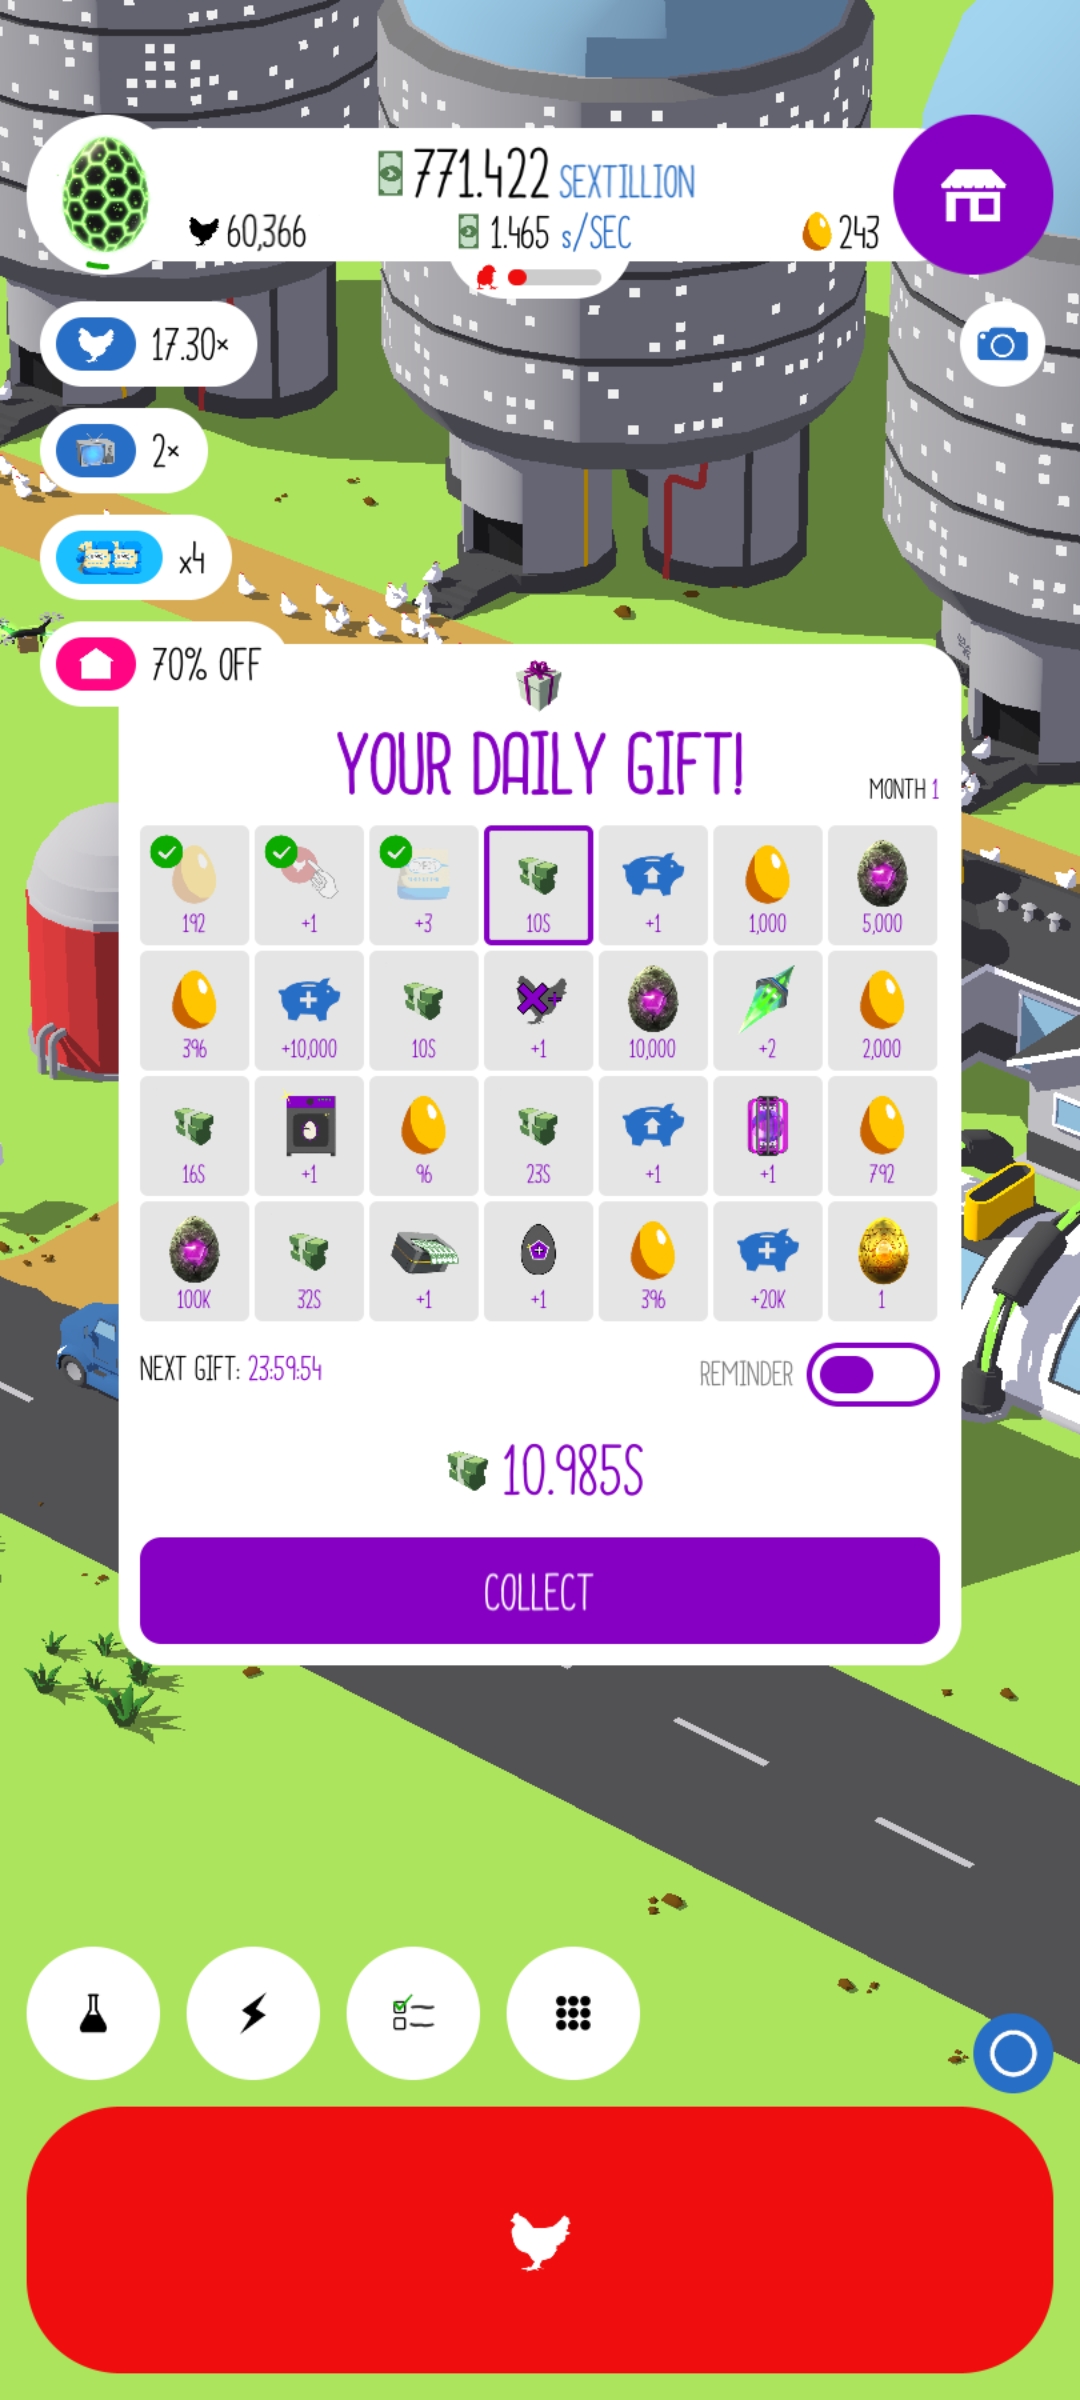 771.422 SEXTILLION
60,366
1.465 s/SEC
243
17.30×
2×
x4
70% OFF
YOUR DAILY GIFT!
MONTH 1
192 +1 +3 10S +1 1,000 5,000
396 +10,000 10S +1 10,000 +2 2,000
16S +1 96 23S +1 +1 792
100K 32S +1 +1 396 +20K 1
NEXT GIFT: 23:59:54
REMINDER
10.985S
COLLECT